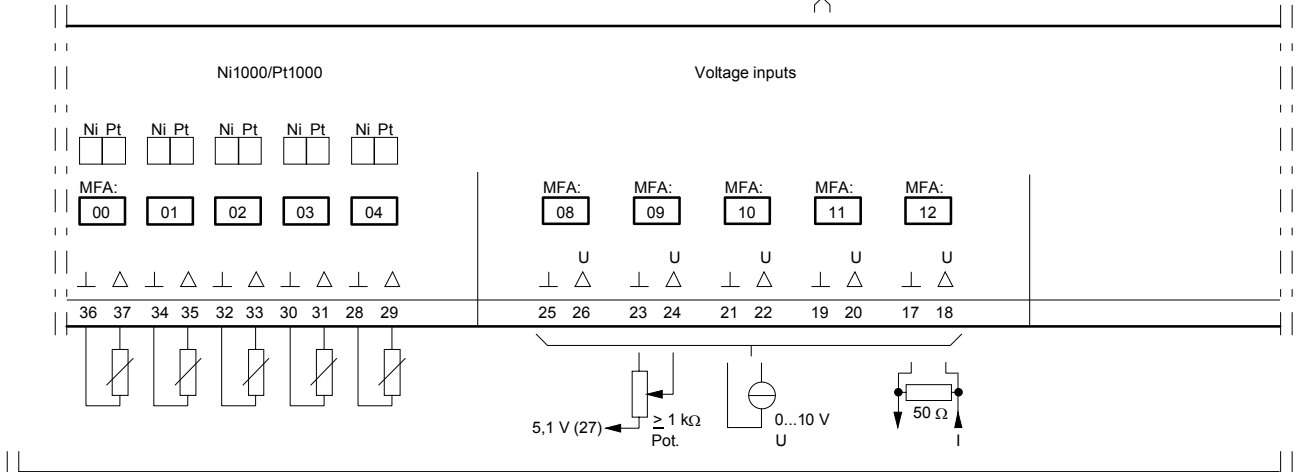 Ni1000/Pt1000 Voltage inputs
Ni Pt Ni Pt Ni Pt Ni Pt Ni Pt
MFA: MFA: MFA: MFA: MFA: MFA:
00 01 02 03 04 08 09 10 11 12
U U U U U
36 37 34 35 32 33 30 31 28 29 25 26 23 24 21 22 19 20 17 18
5,1 V (27) ≥ 1 kΩ 0...10 V 50 Ω
Pot. U I